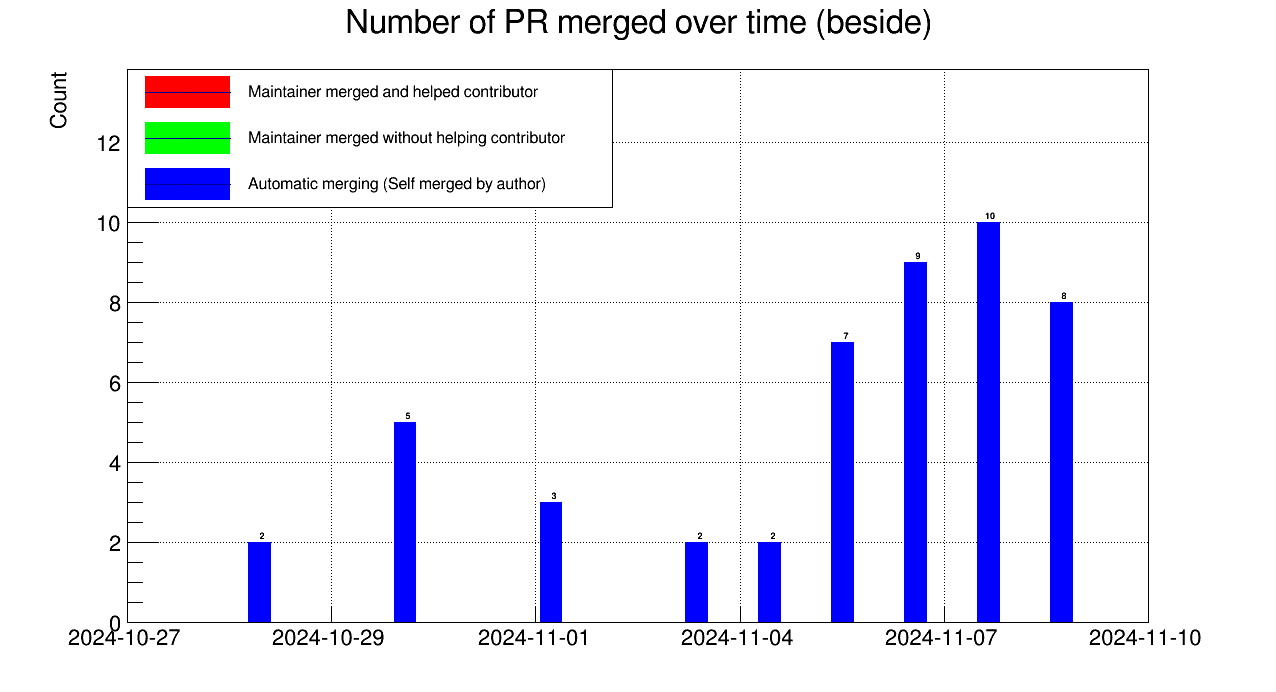 Number of PR merged over time (beside)
Count
Maintainer merged and helped contributor
Maintainer merged without helping contributor
Automatic merging (Self merged by author)
12
10
8
6
4
2
0
2
5
3
2
2
7
9
10
8
2024-10-27 2024-10-29 2024-11-01 2024-11-04 2024-11-07 2024-11-10